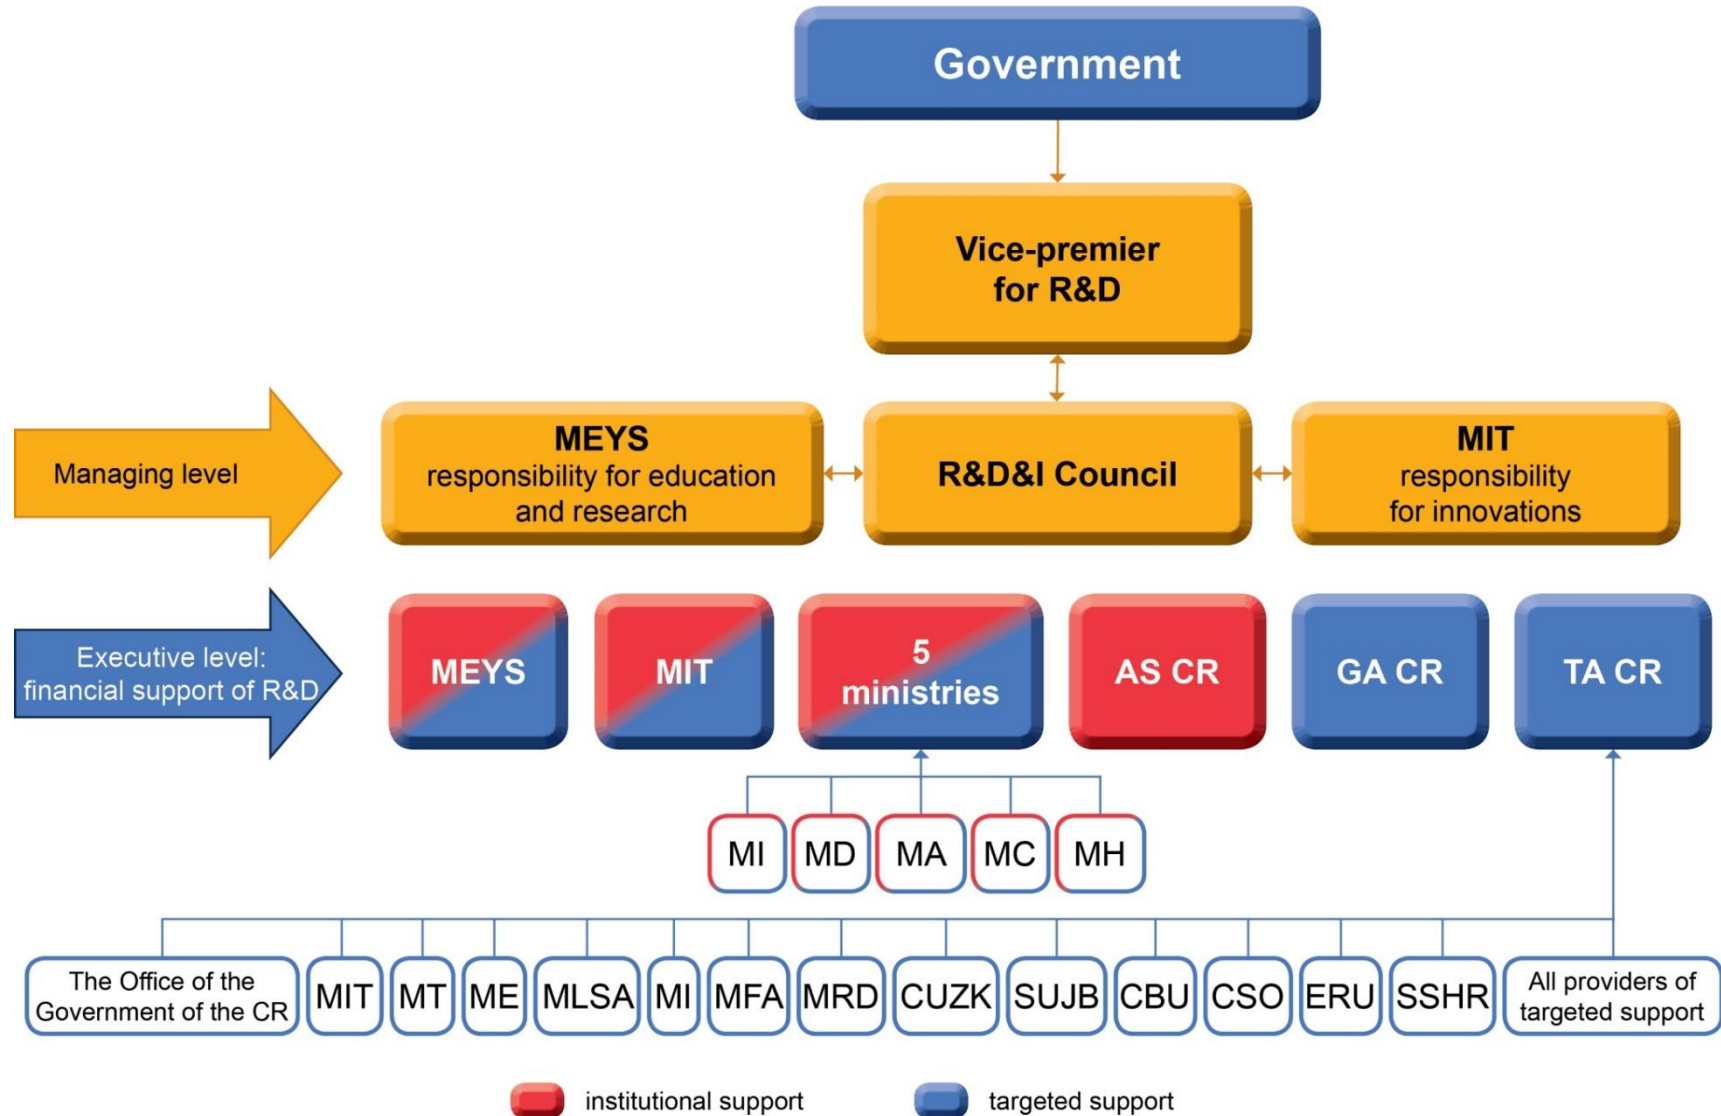 Government
Vice-premier
for R&D
Managing level
MEYS
responsibility for education
and research
R&D&I Council
MIT
responsibility
for innovations
Executive level:
financial support of R&D
MEYS
MIT
5
ministries
AS CR
GA CR
TA CR
MI
MD
MA
MC
MH
The Office of the
Government of the CR
MIT
MT
ME
MLSA
MI
MFA
MRD
CUZK
SUJB
CBU
CSO
ERU
SSHR
All providers of
targeted support
institutional support
targeted support